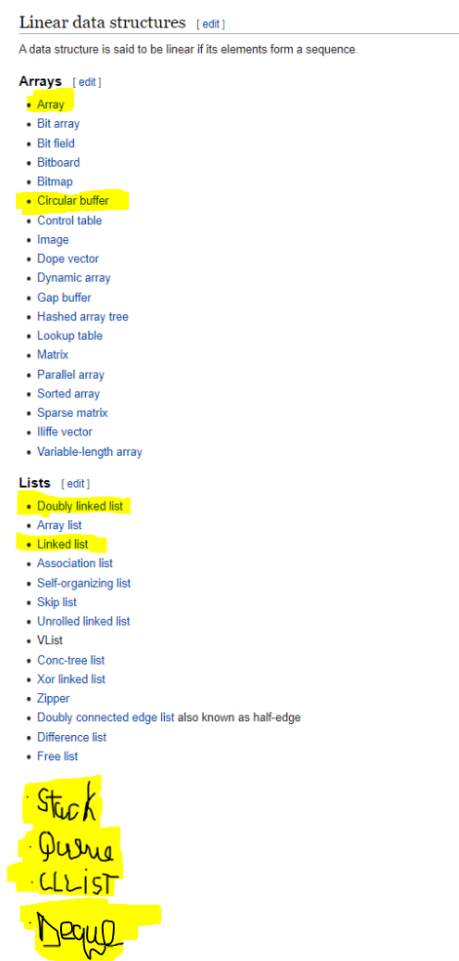 Linear data structures [ edit ]
A data structure is said to be linear if its elements form a sequence.
Arrays [ edit ]
• Array
• Bit array
• Bit field
• Bitboard
• Bitmap
• Circular buffer
• Control table
• Image
• Dope vector
• Dynamic array
• Gap buffer
• Hashed array tree
• Lookup table
• Matrix
• Parallel array
• Sorted array
• Sparse matrix
• Iliffe vector
• Variable-length array
Lists [ edit ]
• Doubly linked list
• Array list
• Linked list
• Association list
• Self-organizing list
• Skip list
• Unrolled linked list
• VList
• Conc-tree list
• Xor linked list
• Zipper
• Doubly connected edge list also known as half-edge
• Difference list
• Free list
· Stack
· Queue
· CLList
· Deque